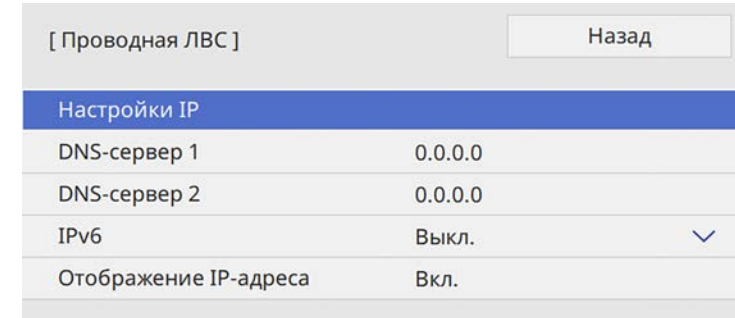 [ Проводная ЛВС ]
Назад
Настройки IP
DNS-сервер 1 0.0.0.0
DNS-сервер 2 0.0.0.0
IPv6 Выкл.
Отображение IP-адреса Вкл.